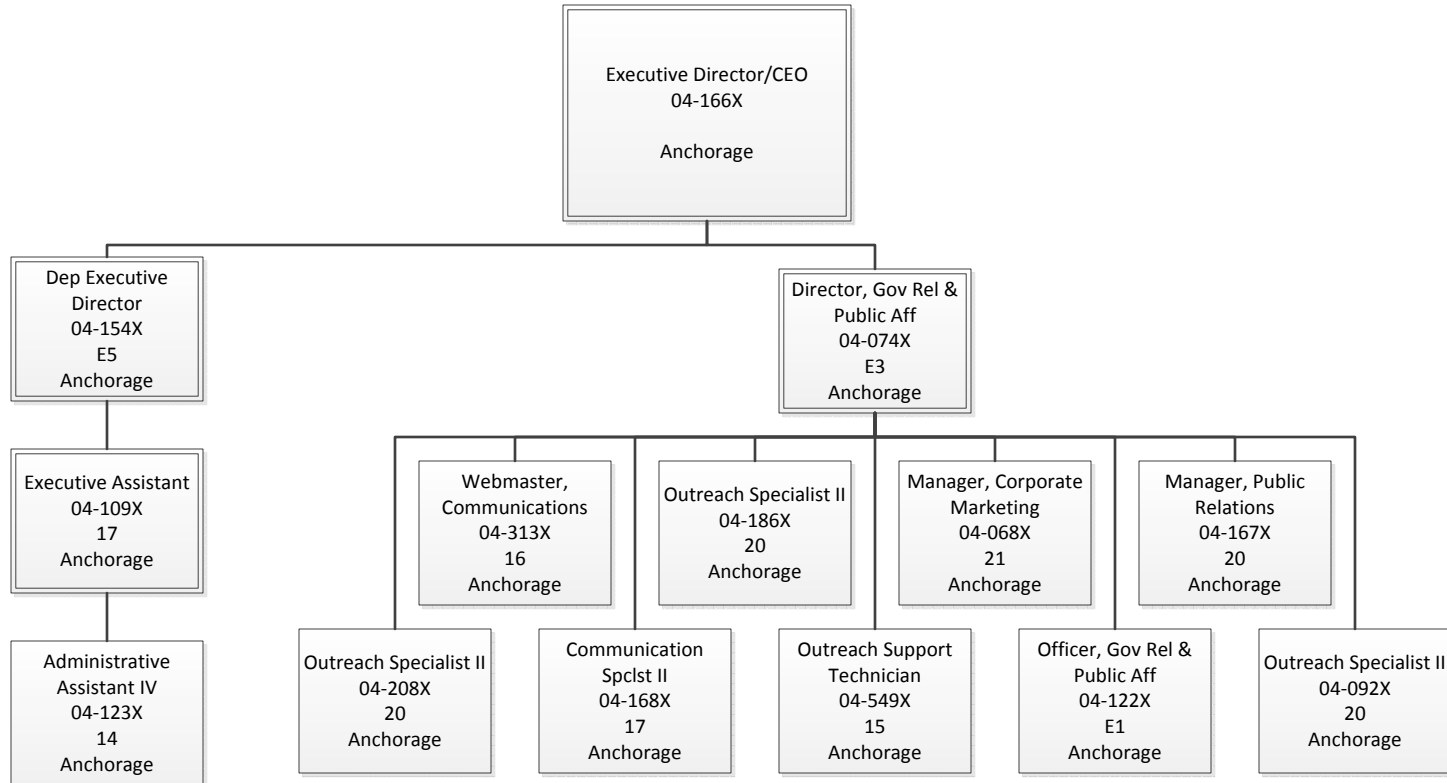 Executive Director/CEO
04-166X
Anchorage
Dep Executive
Director
04-154X
E5
Anchorage
Director, Gov Rel &
Public Aff
04-074X
E3
Anchorage
Executive Assistant
04-109X
17
Anchorage
Webmaster,
Communications
04-313X
16
Anchorage
Outreach Specialist II
04-186X
20
Anchorage
Manager, Corporate
Marketing
04-068X
21
Anchorage
Manager, Public
Relations
04-167X
20
Anchorage
Administrative
Assistant IV
04-123X
14
Anchorage
Outreach Specialist II
04-208X
20
Anchorage
Communication
Spclst II
04-168X
17
Anchorage
Outreach Support
Technician
04-549X
15
Anchorage
Officer, Gov Rel &
Public Aff
04-122X
E1
Anchorage
Outreach Specialist II
04-092X
20
Anchorage